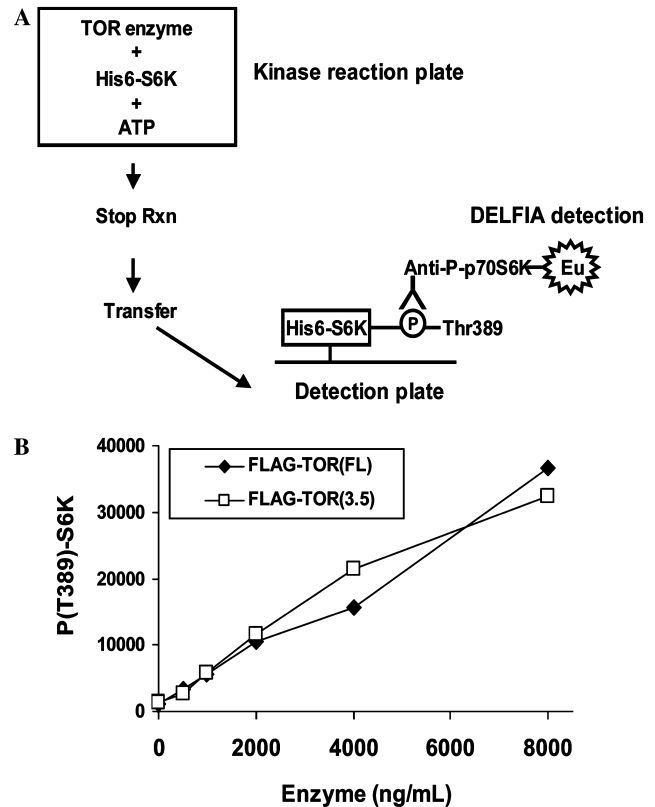 A
TOR enzyme
+
His6-S6K
+
ATP
Kinase reaction plate
Stop Rxn
Transfer
DELFIA detection
Anti-P-p70S6K
Eu
His6-S6K
P
Thr389
Detection plate
B
P(T389)-S6K
40000
30000
20000
10000
0
FLAG-TOR(FL)
FLAG-TOR(3.5)
0 2000 4000 6000 8000
Enzyme (ng/mL)